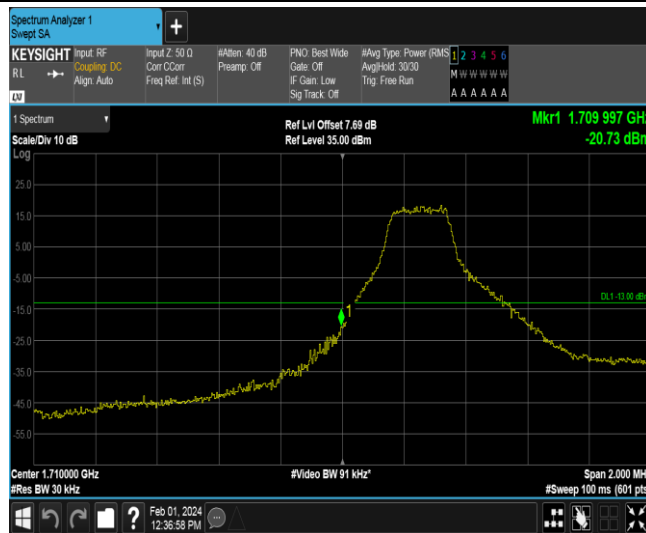 Spectrum Analyzer 1
Swept SA
+
KEYSIGHT
RL
LXI
Input: RF
Coupling: DC
Align: Auto
Input Z: 50 Ω
Corr CCorr
Freq Ref: Int (S)
#Atten: 40 dB
Preamp: Off
PNO: Best Wide
Gate: Off
IF Gain: Low
Sig Track: Off
#Avg Type: Power (RMS
Avg|Hold: 30/30
Trig: Free Run
1 2 3 4 5 6
M W W W W W
A A A A A A
1 Spectrum
Scale/Div 10 dB
Log
Ref Lvl Offset 7.69 dB
Ref Level 35.00 dBm
Mkr1 1.709 997 GHz
-20.73 dBm
25.0
15.0
5.00
-5.00
-15.0
-25.0
-35.0
-45.0
-55.0
DL1 -13.00 dBm
1
Center 1.710000 GHz
#Res BW 30 kHz
#Video BW 91 kHz*
Span 2.000 MH
#Sweep 100 ms (601 pts
?
Feb 01, 2024
12:36:58 PM